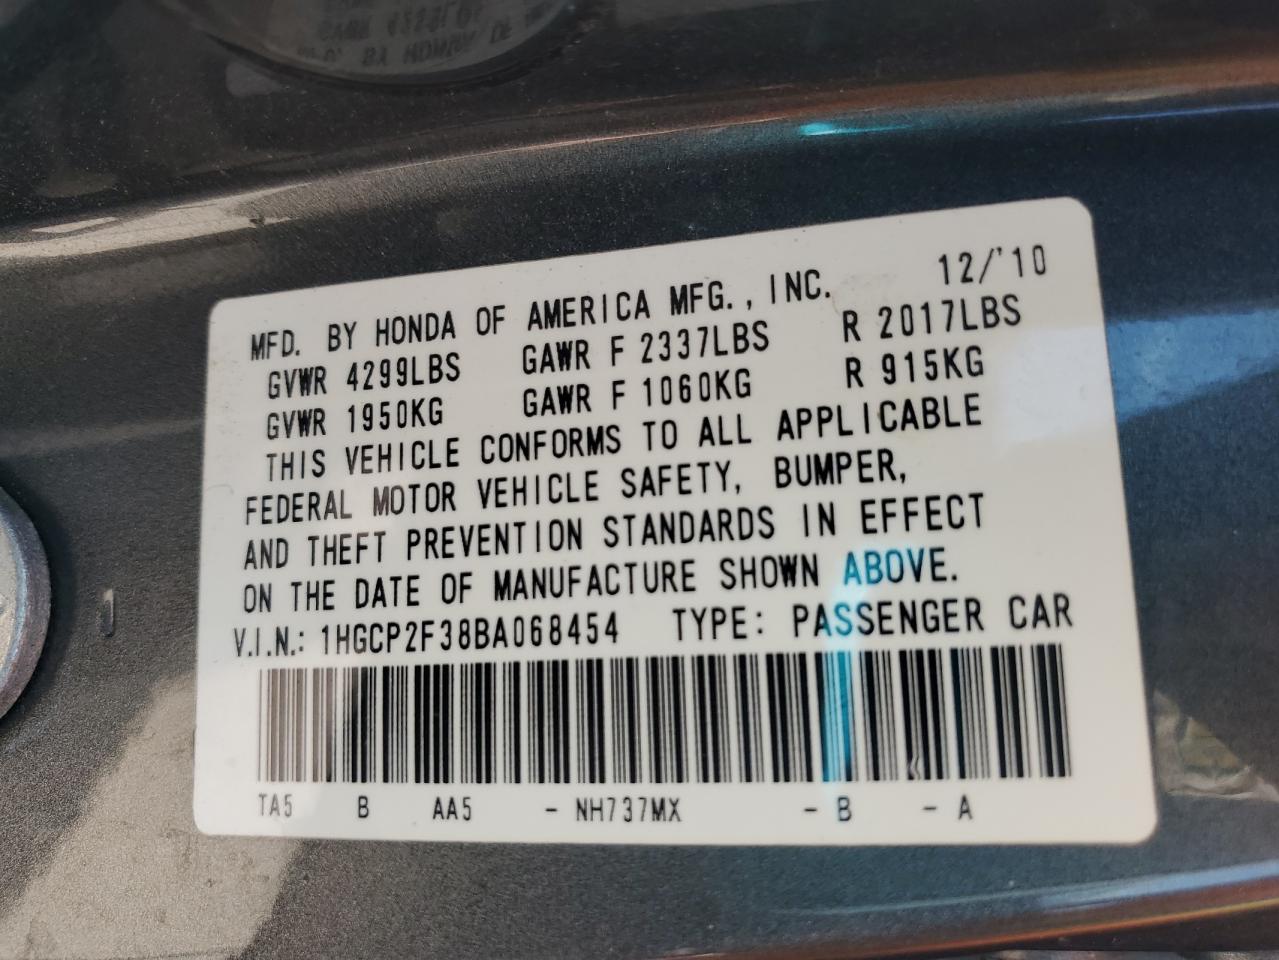 MFD. BY HONDA OF AMERICA MFG., INC. 12/'10
GVWR 4299LBS GAWR F 2337LBS R 2017LBS
GVWR 1950KG GAWR F 1060KG R 915KG
THIS VEHICLE CONFORMS TO ALL APPLICABLE
FEDERAL MOTOR VEHICLE SAFETY, BUMPER,
AND THEFT PREVENTION STANDARDS IN EFFECT
ON THE DATE OF MANUFACTURE SHOWN ABOVE.
V.I.N.: 1HGCP2F38BA068454 TYPE: PASSENGER CAR
TA5 B AA5 - NH737MX - B - A